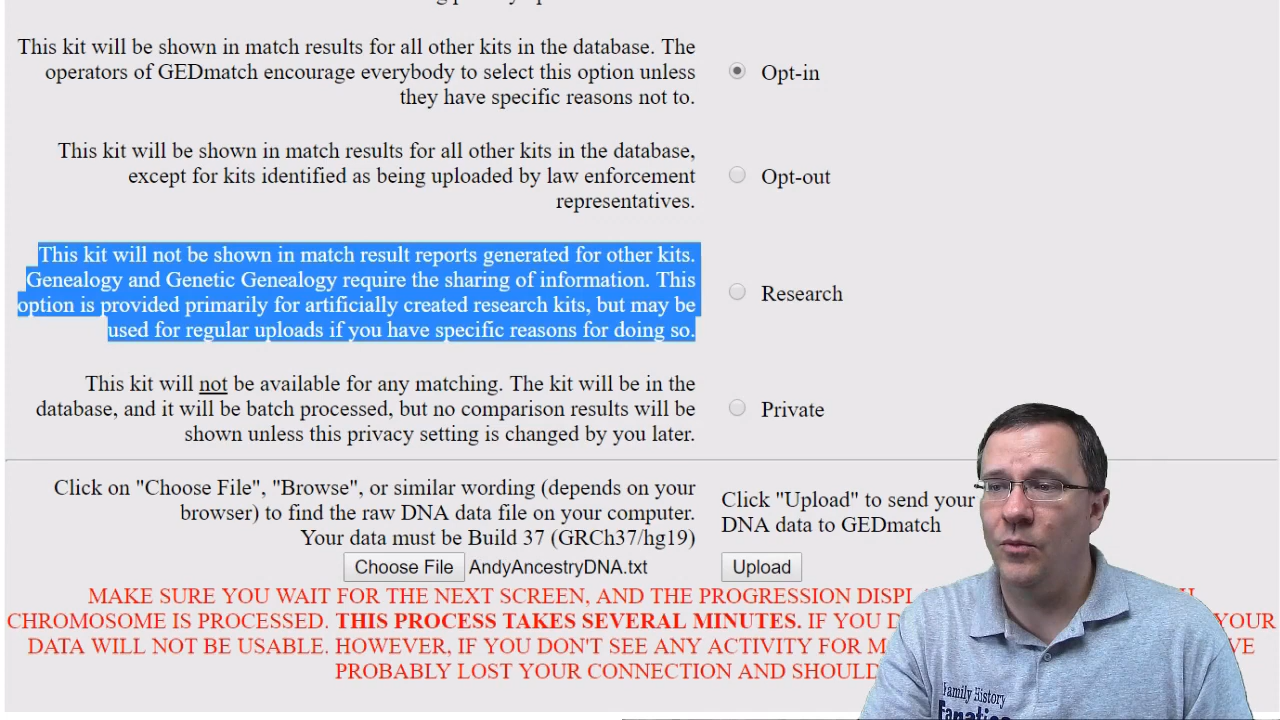 This kit will be shown in match results for all other kits in the database. The
operators of GEDmatch encourage everybody to select this option unless
they have specific reasons not to.
Opt-in
This kit will be shown in match results for all other kits in the database,
except for kits identified as being uploaded by law enforcement
representatives.
Opt-out
This kit will not be shown in match result reports generated for other kits.
Genealogy and Genetic Genealogy require the sharing of information. This
option is provided primarily for artificially created research kits, but may be
used for regular uploads if you have specific reasons for doing so.
Research
This kit will not be available for any matching. The kit will be in the
database, and it will be batch processed, but no comparison results will be
shown unless this privacy setting is changed by you later.
Private
Click on "Choose File", "Browse", or similar wording (depends on your
browser) to find the raw DNA data file on your computer.
Your data must be Build 37 (GRCh37/hg19)
Choose File AndyAncestryDNA.txt
Click "Upload" to send your
DNA data to GEDmatch
Upload
MAKE SURE YOU WAIT FOR THE NEXT SCREEN, AND THE PROGRESSION
CHROMOSOME IS PROCESSED. THIS PROCESS TAKES SEVERAL MINUTES. IF YOU YOUR
DATA WILL NOT BE USABLE. HOWEVER, IF YOU DON'T SEE ANY ACTIVITY FOR
PROBABLY LOST YOUR CONNECTION AND SHOULD
Family History
Fanatics